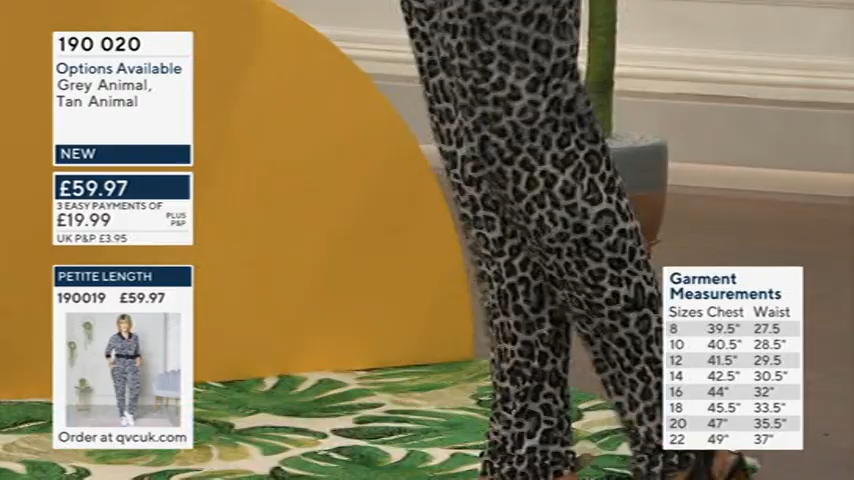 190 020
Options Available
Grey Animal,
Tan Animal
NEW
£59.97
3 EASY PAYMENTS OF
£19.99
PLUS
P&P
UK P&P £3.95
PETITE LENGTH
190019 £59.97
Order at qvcuk.com
Garment
Measurements
Sizes Chest Waist
8 39.5" 27.5
10 40.5" 28.5"
12 41.5" 29.5
14 42.5" 30.5"
16 44" 32"
18 45.5" 33.5"
20 47" 35.5"
22 49" 37"